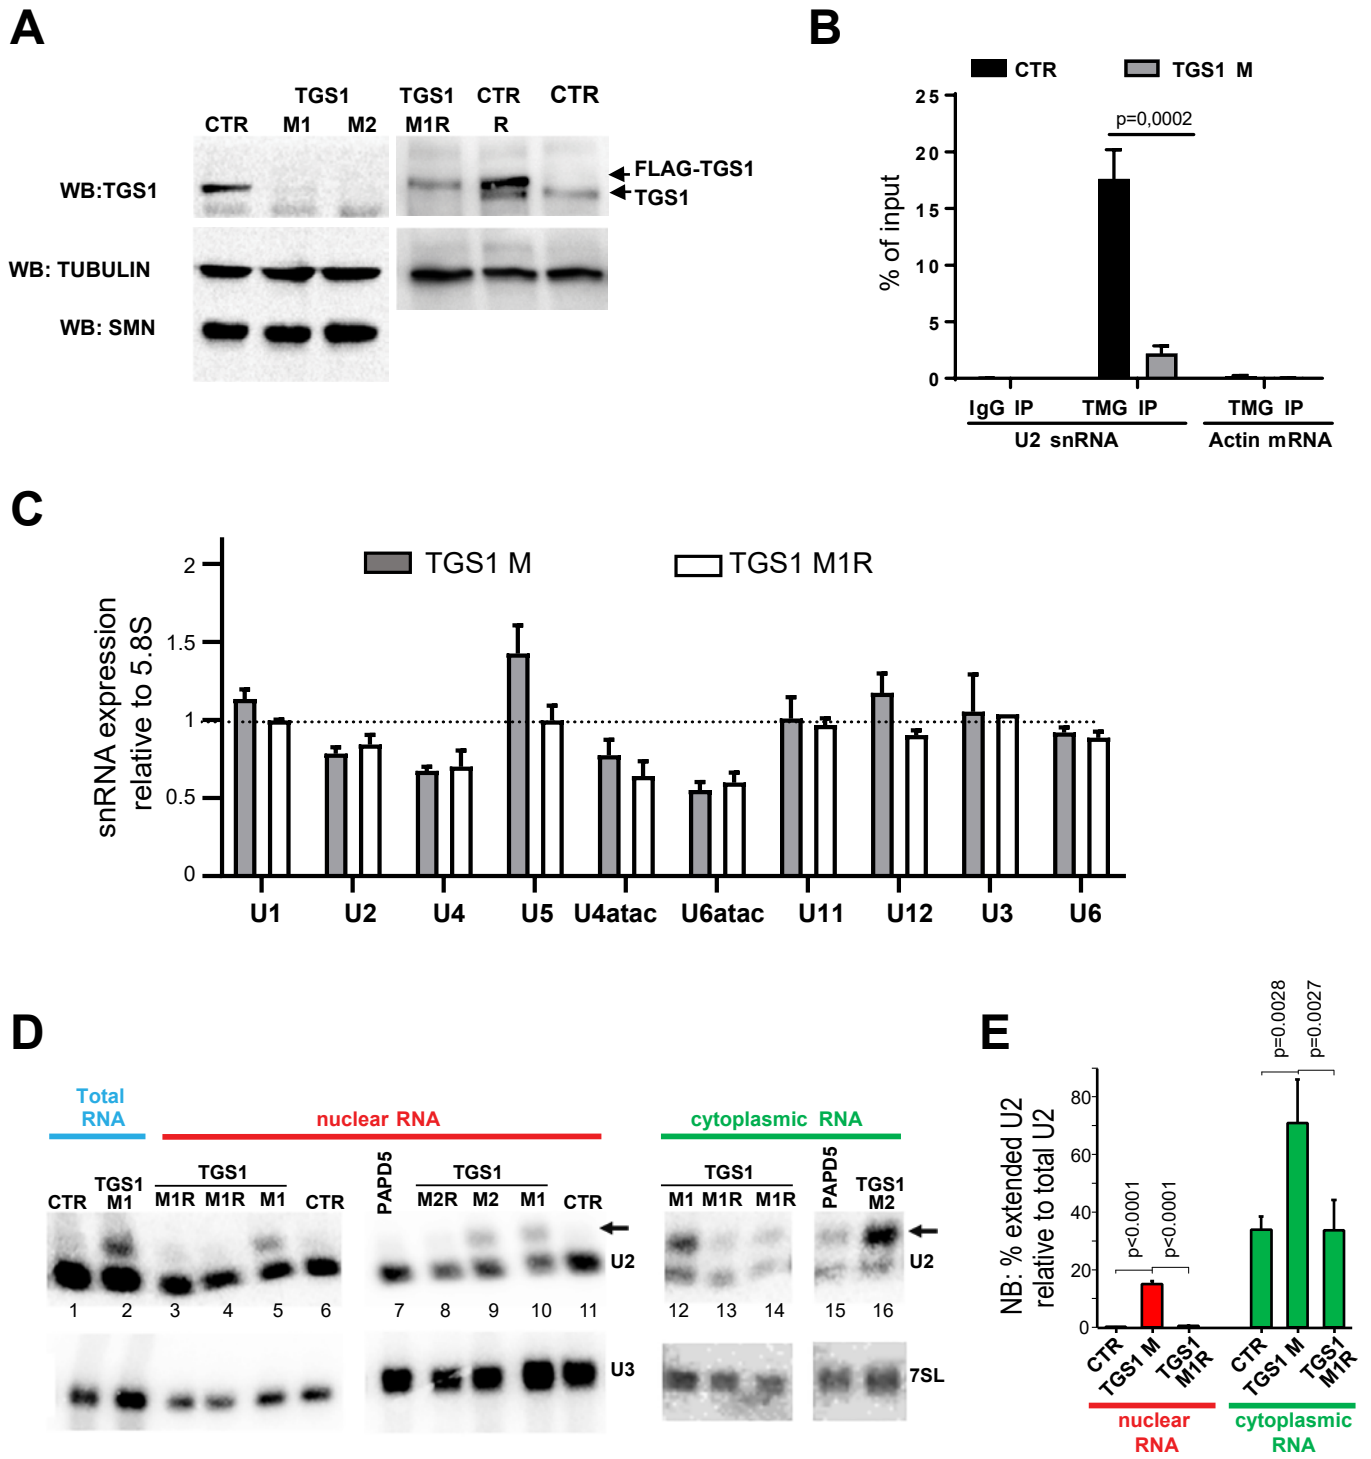 A
TGS1
CTR M1 M2
TGS1 CTR CTR
M1R R
WB:TGS1
FLAG-TGS1
TGS1
WB: TUBULIN
WB: SMN
B
CTR TGS1 M
p=0,0002
% of input
25
20
15
10
5
0
IgG IP TMG IP TMG IP
U2 snRNA Actin mRNA
C
TGS1 M TGS1 M1R
snRNA expression
relative to 5.8S
2
1.5
1
0.5
0
U1 U2 U4 U5 U4atac U6atac U11 U12 U3 U6
D
Total
RNA
nuclear RNA
cytoplasmic RNA
CTR TGS1 M1
TGS1
M1R M1R M1 CTR
PAPD5
TGS1
M2R M2 M1 CTR
TGS1
M1 M1R M1R
PAPD5
TGS1
M2
U2
U2
1 2 3 4 5 6 7 8 9 10 11 12 13 14 15 16
U3
7SL
E
NB: % extended U2
relative to total U2
p=0.0028
p=0.0027
p<0.0001
p<0.0001
80
60
40
20
0
CTR
TGS1 M
TGS1
M1R
CTR
TGS1 M
TGS1
M1R
nuclear
RNA
cytoplasmic
RNA